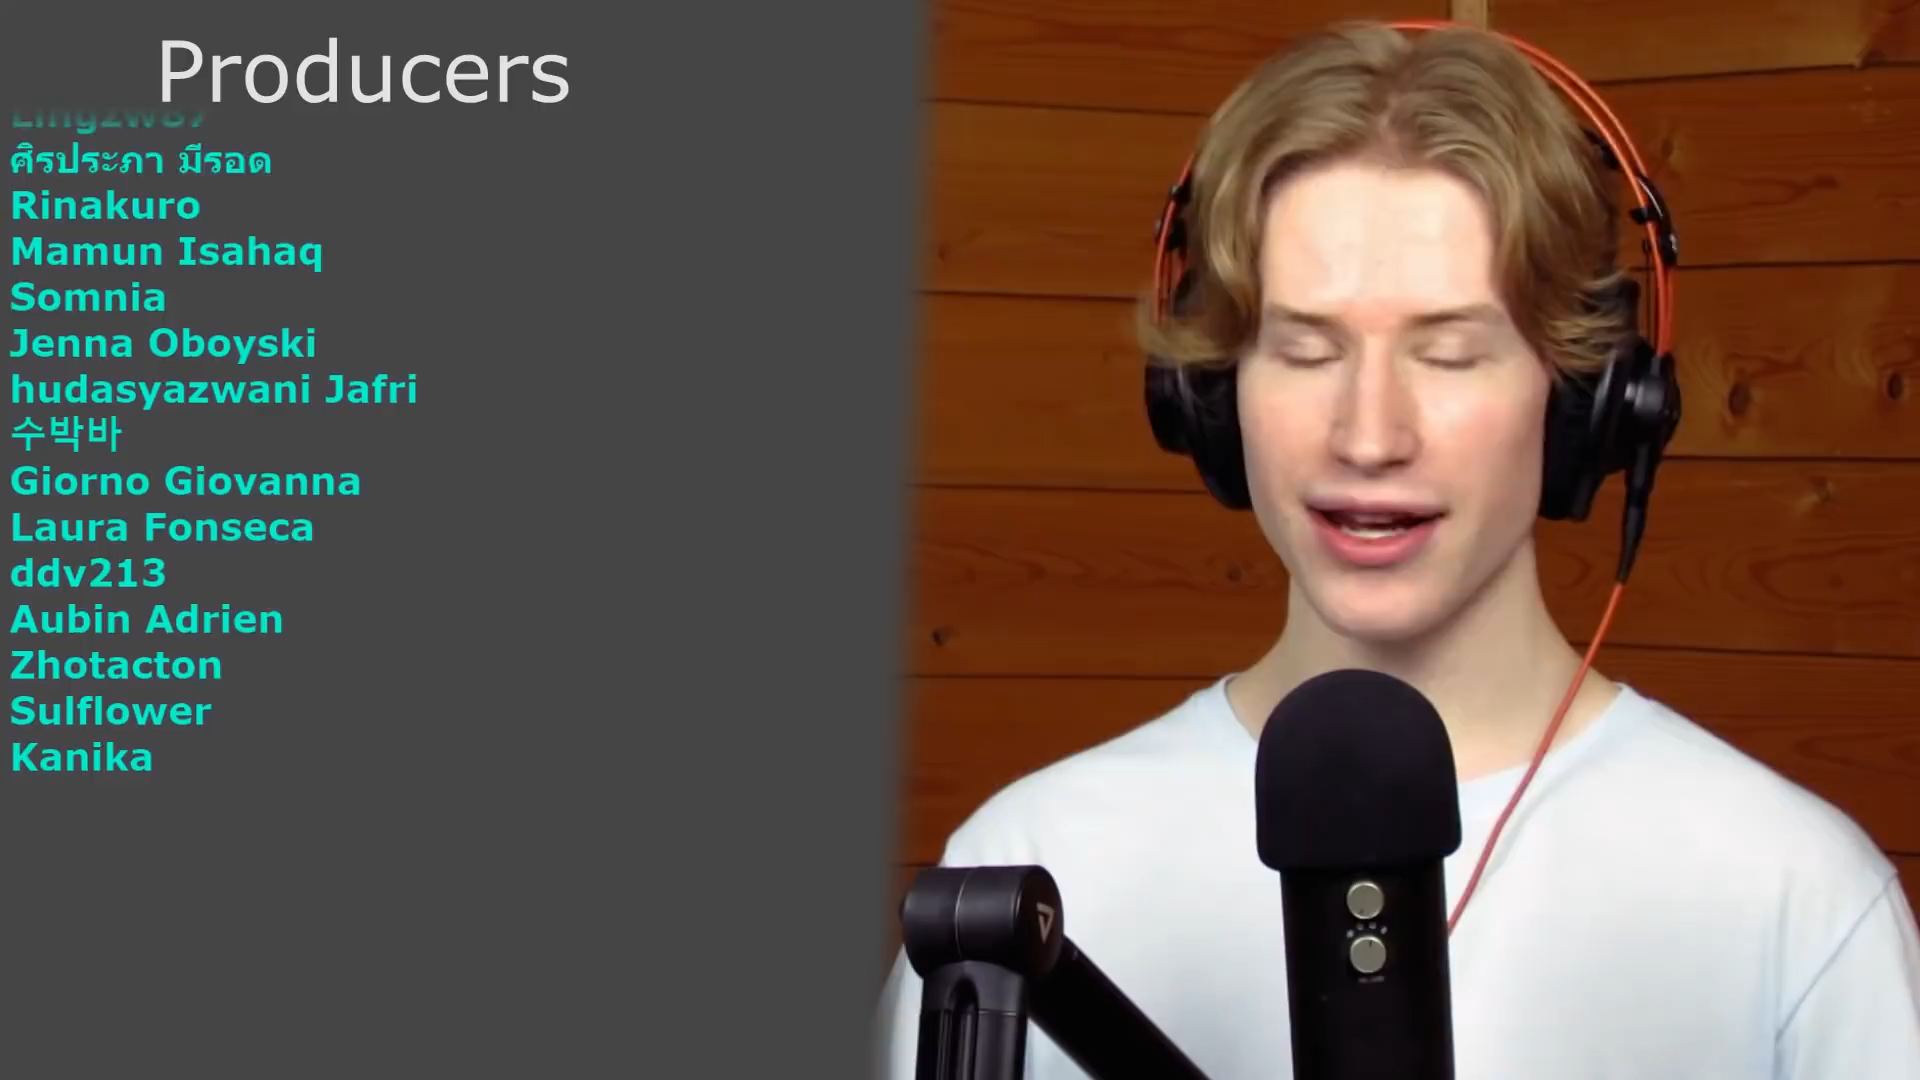 Producers
ศิรประภา มีรอด
Rinakuro
Mamun Isahaq
Somnia
Jenna Oboyski
hudasyazwani Jafri
수박바
Giorno Giovanna
Laura Fonseca
ddv213
Aubin Adrien
Zhotacton
Sulflower
Kanika